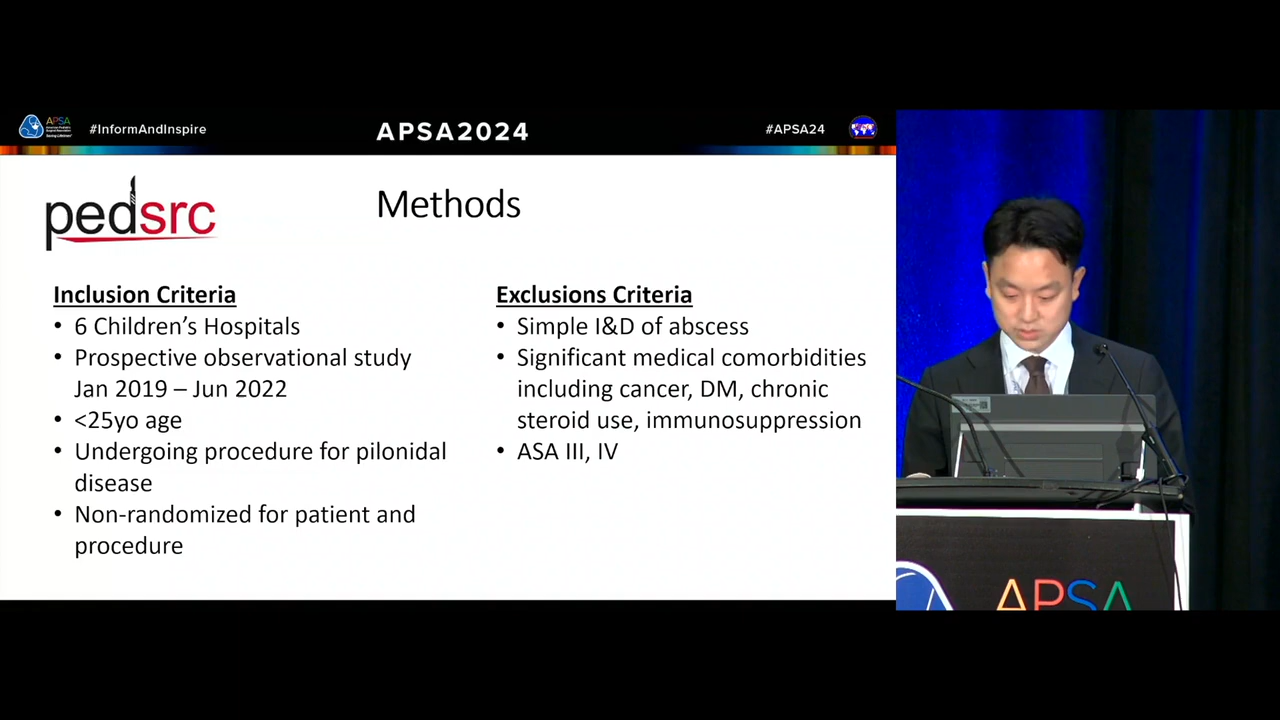 APSA
#InformAndInspire
APSA2024
#APSA24
pedsrc
Methods
Inclusion Criteria
• 6 Children's Hospitals
• Prospective observational study
Jan 2019 – Jun 2022
• <25yo age
• Undergoing procedure for pilonidal
disease
• Non-randomized for patient and
procedure
Exclusions Criteria
• Simple I&D of abscess
• Significant medical comorbidities
including cancer, DM, chronic
steroid use, immunosuppression
• ASA III, IV
APSA